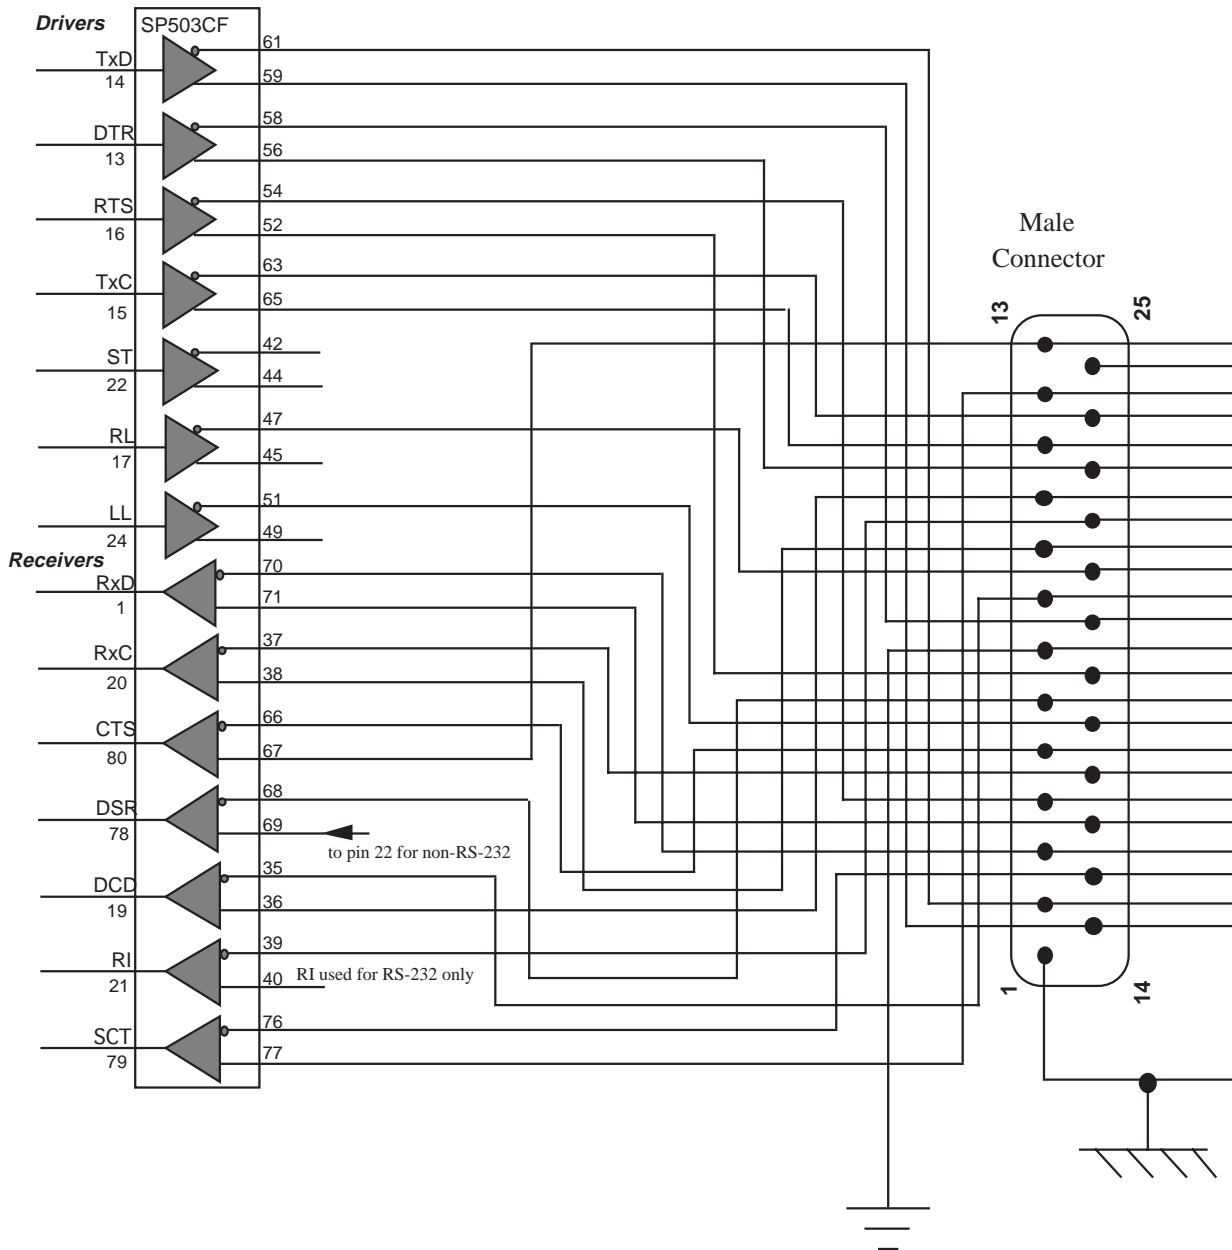 Drivers
SP503CF
TxD
14
61
59
DTR
13
58
56
RTS
16
54
52
TxC
15
63
65
ST
22
42
44
RL
17
47
45
LL
24
51
49
Receivers
RxD
1
70
71
RxC
20
37
38
CTS
80
66
67
DSR
78
68
69
to pin 22 for non-RS-232
DCD
19
35
36
RI
21
39
40
RI used for RS-232 only
SCT
79
76
77
Male
Connector
13
25
1
14